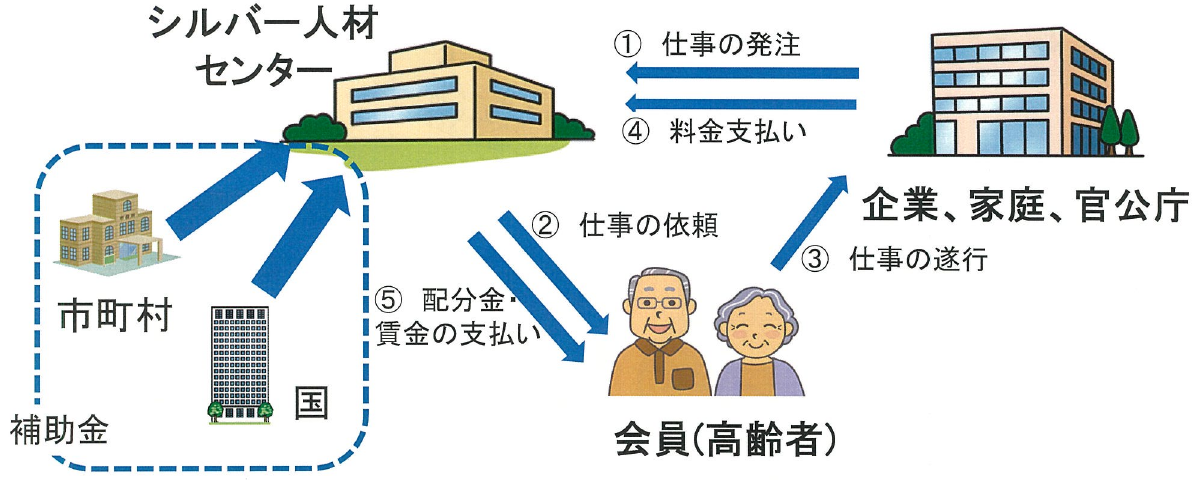 シルバー人材
センター
① 仕事の発注
④ 料金支払い
企業、家庭、官公庁
② 仕事の依頼
③ 仕事の遂行
⑤ 配分金・
賃金の支払い
市町村
国
補助金
会員(高齢者)